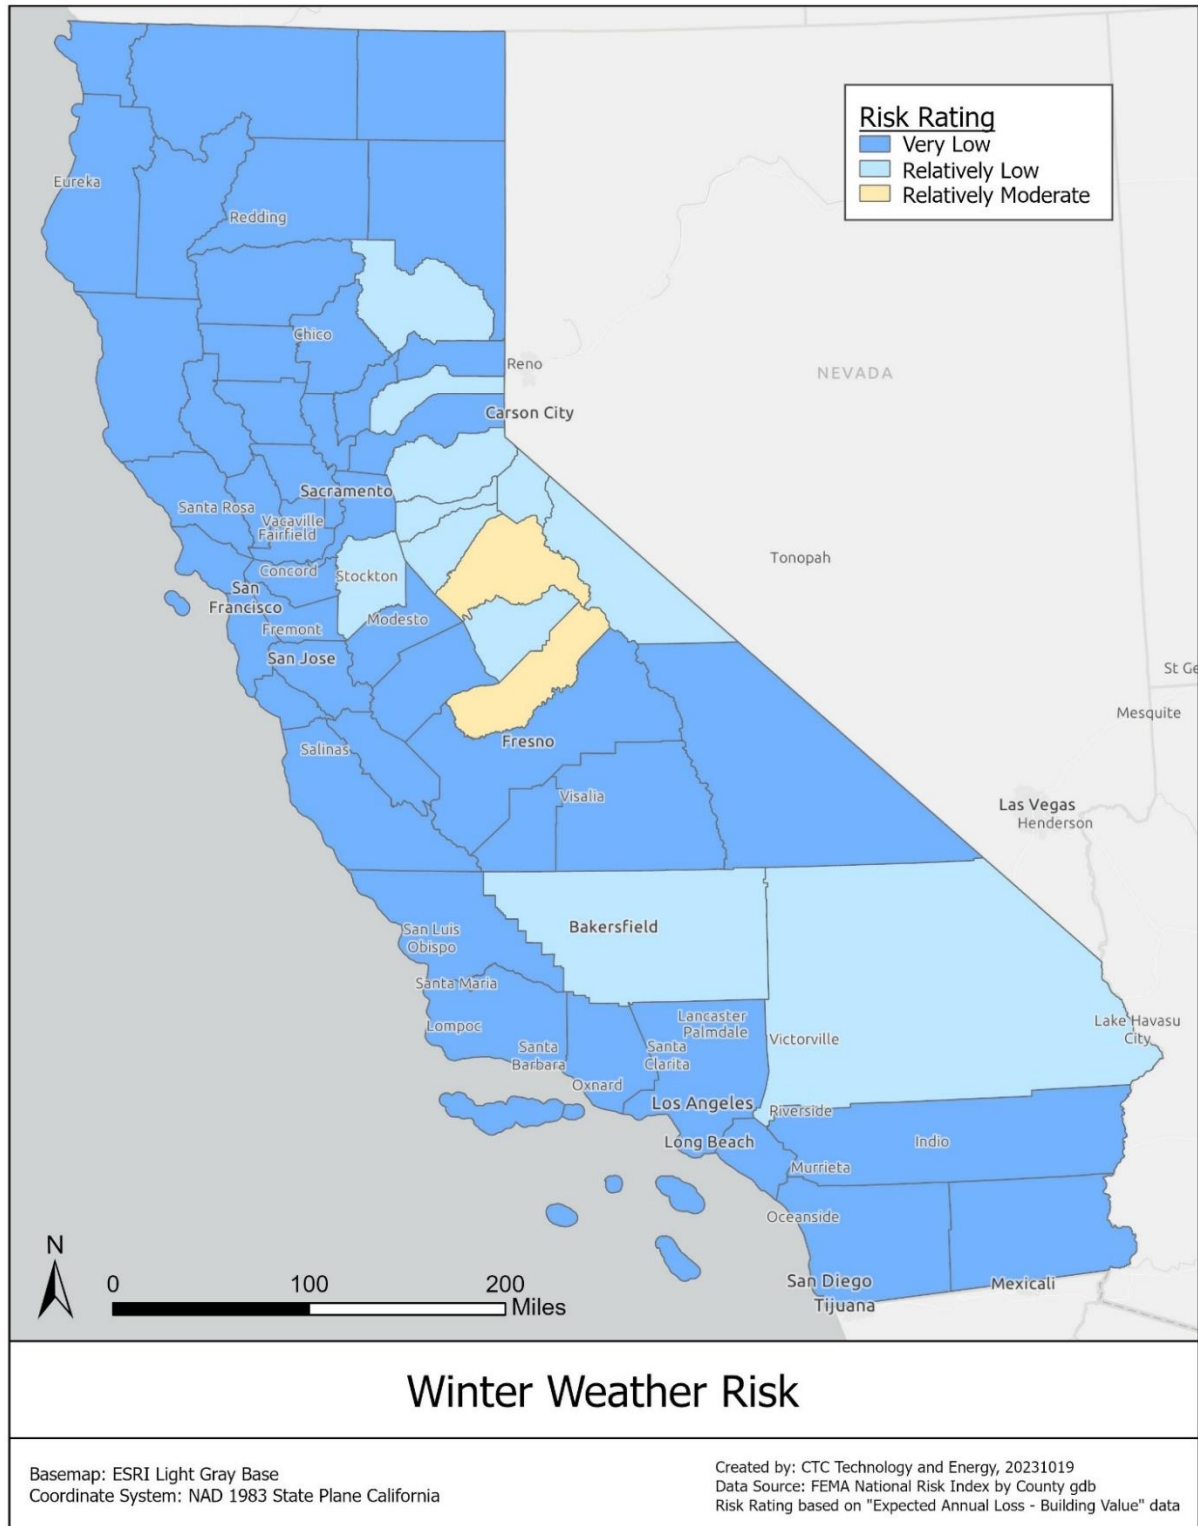 Risk Rating
Very Low
Relatively Low
Relatively Moderate
Eureka
Redding
Chico
Reno
NEVADA
Carson City
Sacramento
Santa Rosa
Vacaville
Fairfield
Tonopah
Concord
Stockton
San
Francisco
Modesto
Fremont
San Jose
St Ge
Mesquite
Fresno
Salinas
Visalia
Las Vegas
Henderson
Bakersfield
San Luis
Obispo
Santa Maria
Lompoc
Lancaster
Palmdale
Lake Havasu
City
Victorville
Santa
Barbara
Santa
Clarita
Oxnard
Los Angeles
Riverside
Long Beach
Indio
Murrieta
Oceanside
San Diego
Mexicali
Tijuana
N
0 100 200
Miles
Winter Weather Risk
Basemap: ESRI Light Gray Base
Coordinate System: NAD 1983 State Plane California
Created by: CTC Technology and Energy, 20231019
Data Source: FEMA National Risk Index by County gdb
Risk Rating based on "Expected Annual Loss - Building Value" data